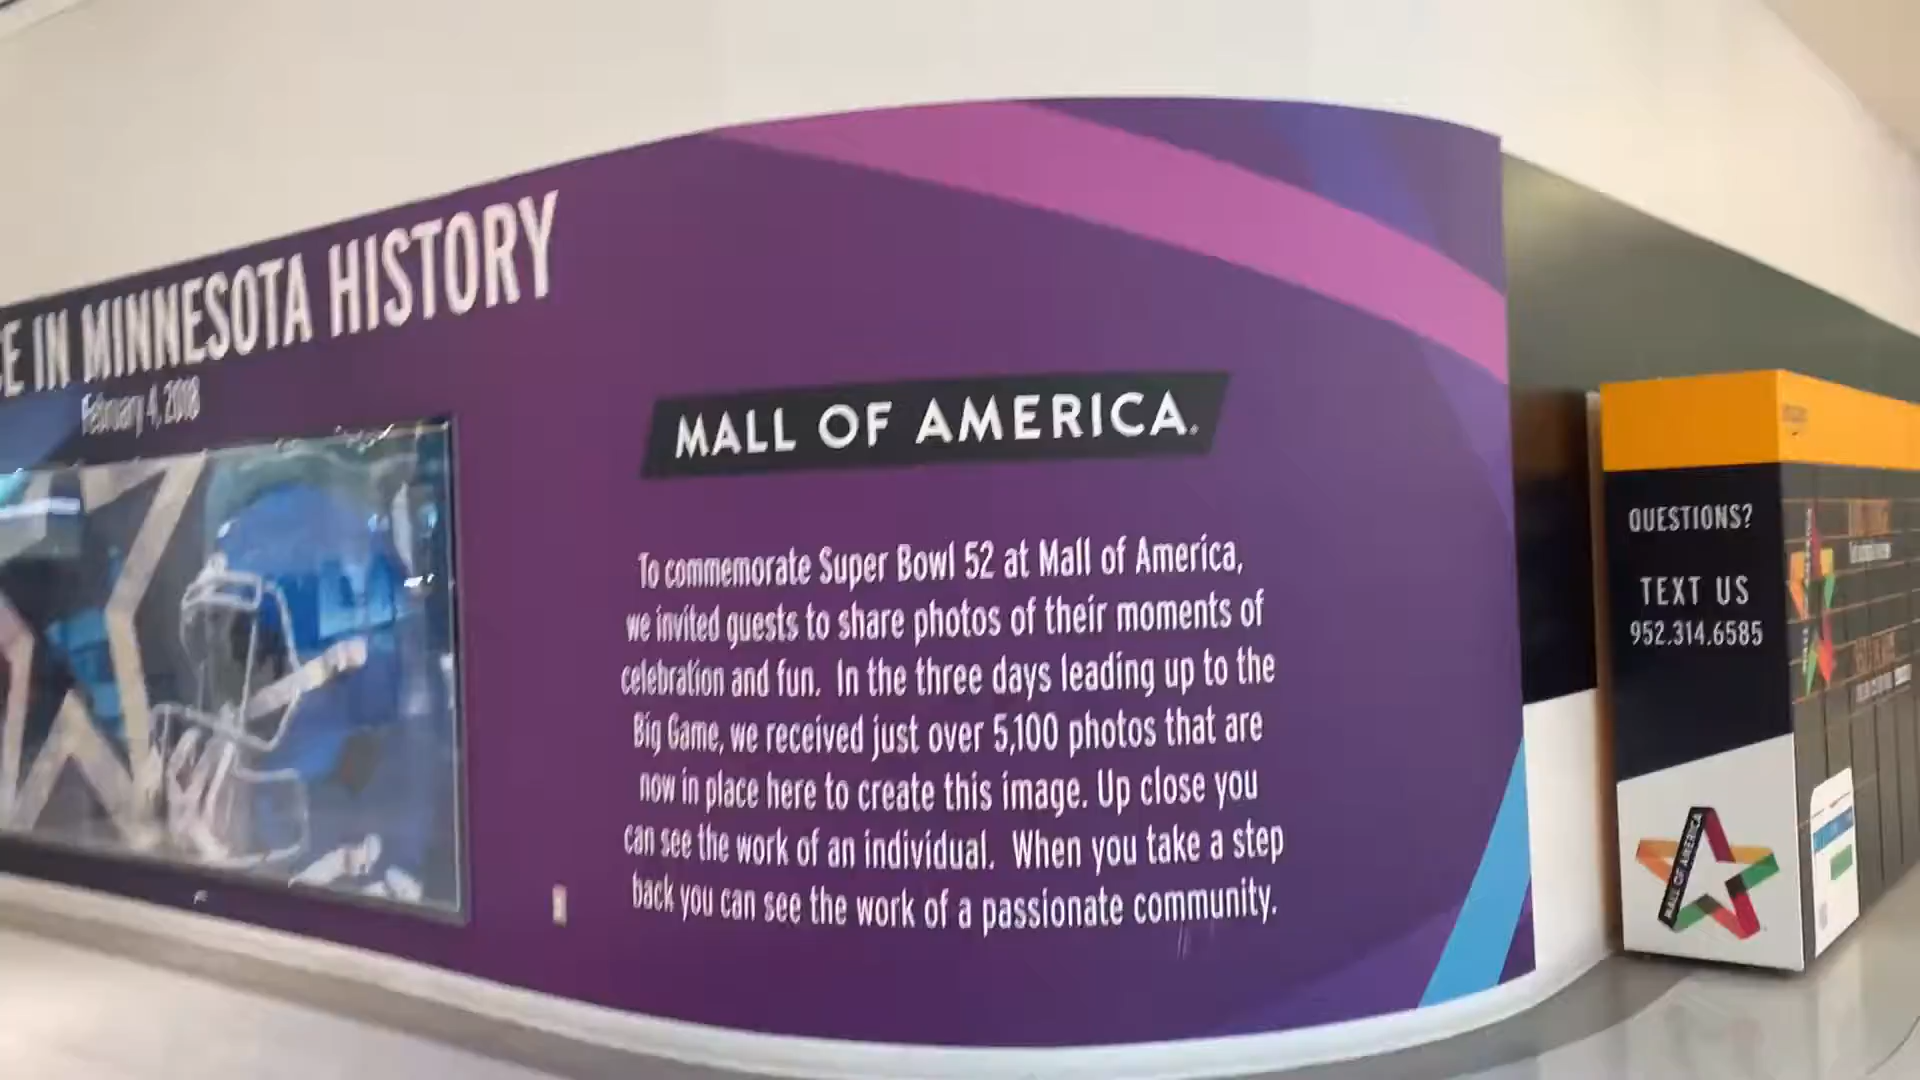 IN MINNESOTA HISTORY
February 4, 2018
MALL OF AMERICA.
To commemorate Super Bowl 52 at Mall of America,
we invited guests to share photos of their moments of
celebration and fun. In the three days leading up to the
Big Game, we received just over 5,100 photos that are
now in place here to create this image. Up close you
can see the work of an individual. When you take a step
back you can see the work of a passionate community.
QUESTIONS?
TEXT US
952.314.6585
MALL OF AMERICA